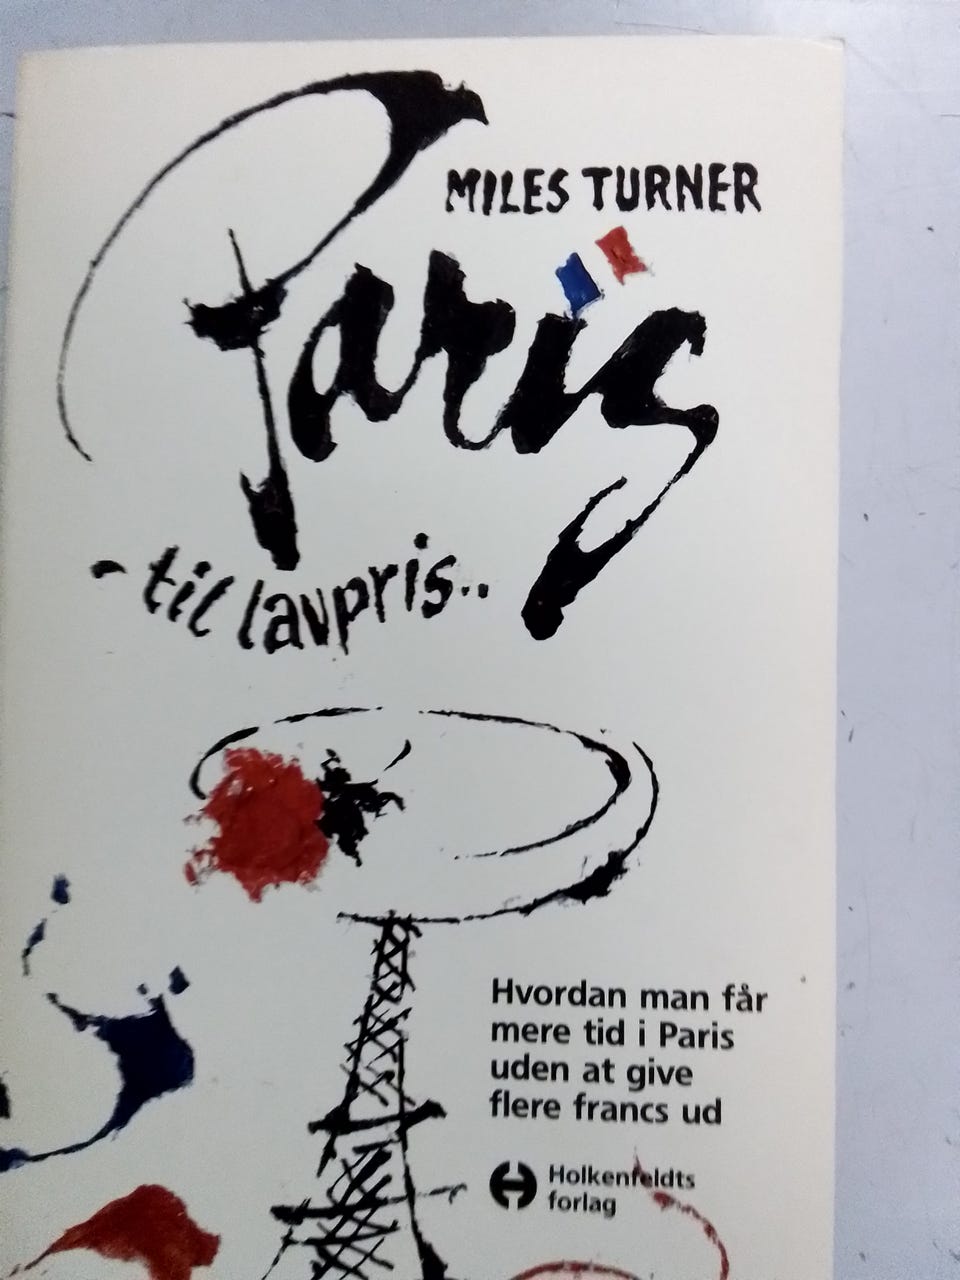 MILES TURNER
Paris
- til lavpris..
Hvordan man får
mere tid i Paris
uden at give
flere francs ud
Holkenfeldts
forlag